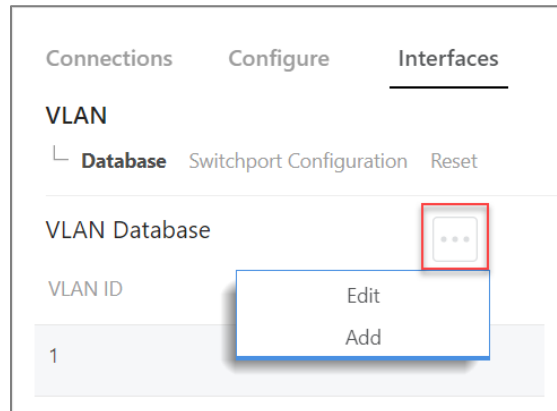 Connections Configure Interfaces
VLAN
Database Switchport Configuration Reset
VLAN Database
VLAN ID
Edit
Add
1